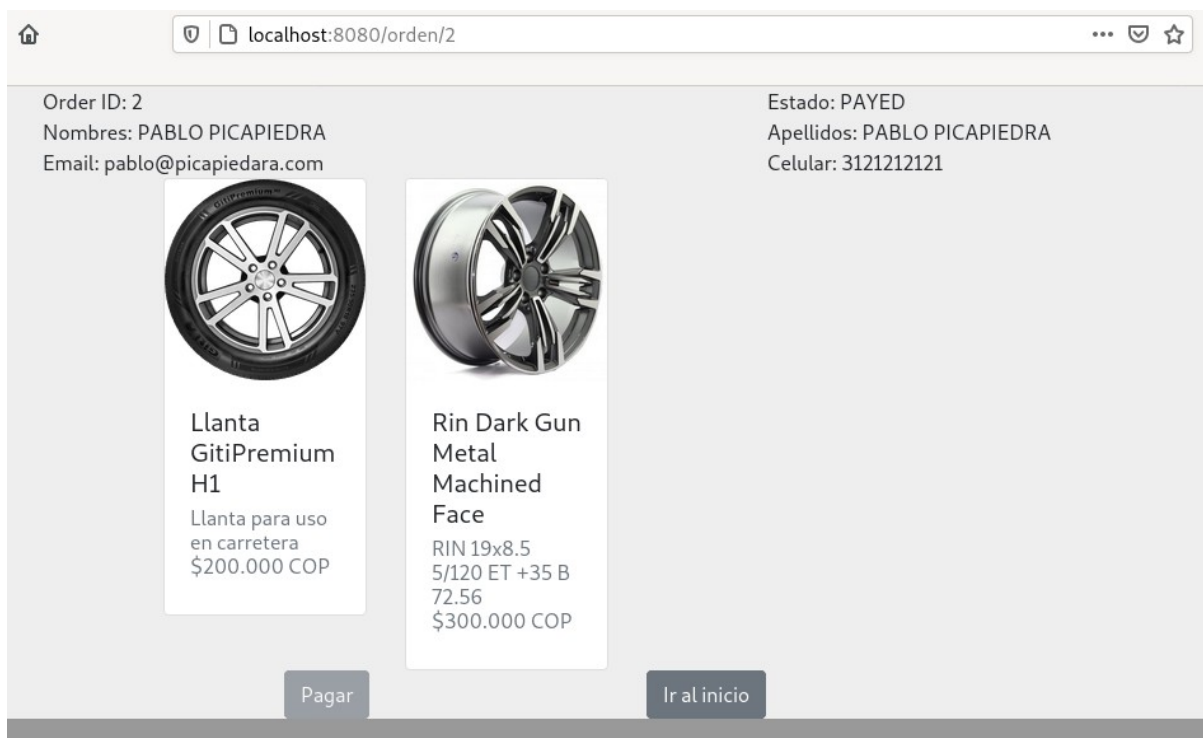 localhost:8080/orden/2
Order ID: 2
Estado: PAYED
Nombres: PABLO PICAPIEDRA
Apellidos: PABLO PICAPIEDRA
Email: pablo@picapiedara.com
Celular: 3121212121
GitiPremium
Llanta
GitiPremium
H1
Llanta para uso
en carretera
$200.000 COP
Rin Dark Gun
Metal
Machined
Face
RIN 19x8.5
5/120 ET +35 B
72.56
$300.000 COP
Pagar
Ir al inicio